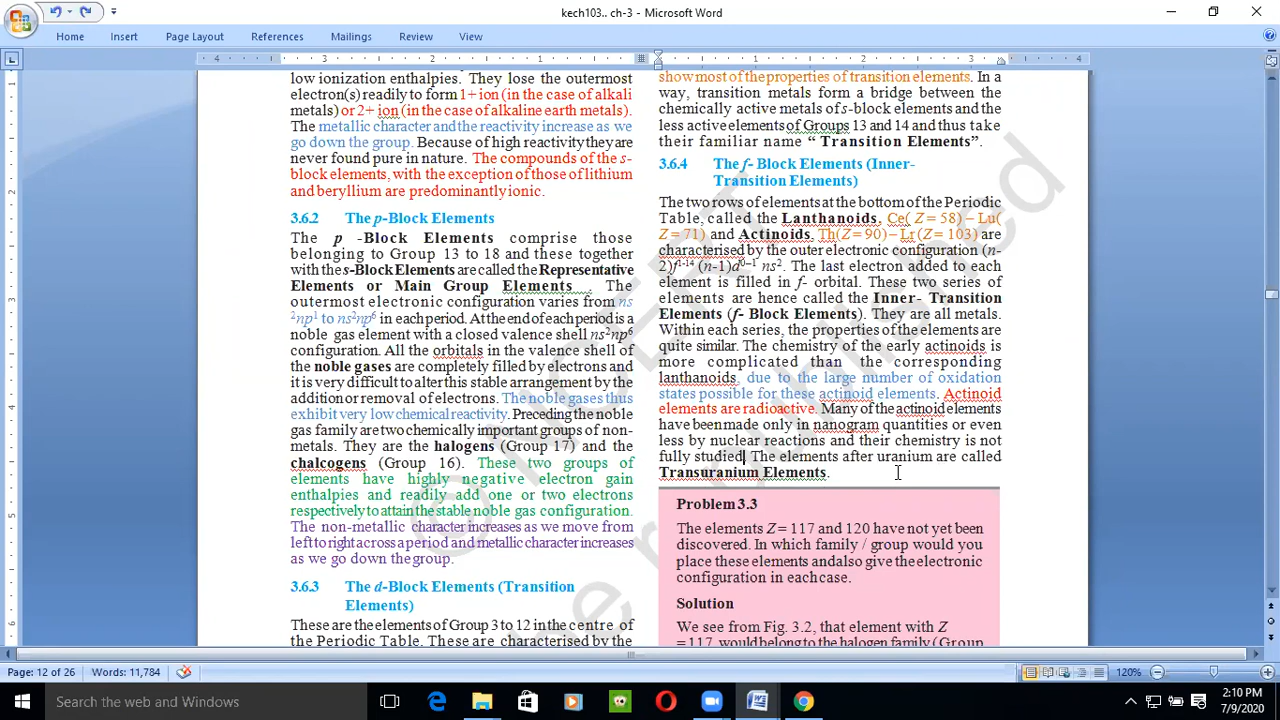 kech103.. ch-3 - Microsoft Word
Home Insert Page Layout References Mailings Review View
4 3 2 1 1 2 3 4
low ionization enthalpies. They lose the outermost
electron(s) readily to form 1+ ion (in the case of alkali
metals) or 2+ ion (in the case of alkaline earth metals).
The metallic character and the reactivity increase as we
go down the group. Because of high reactivity they are
never found pure in nature. The compounds of the s-
block elements, with the exception of those of lithium
and beryllium are predominantly ionic.
3.6.2 The p-Block Elements
The p -Block Elements comprise those
belonging to Group 13 to 18 and these together
with the s-Block Elements are called the Representative
Elements or Main Group Elements .
The outermost electronic configuration varies from ns
²np¹ to ns²np⁶ in each period. At the end of each period is a
noble gas element with a closed valence shell ns²np⁶
configuration. All the orbitals in the valence shell of
the noble gases are completely filled by electrons and
it is very difficult to alter this stable arrangement by the
addition or removal of electrons. The noble gases thus
exhibit very low chemical reactivity. Preceding the noble
gas family are two chemically important groups of non-
metals. They are the halogens (Group 17) and the
chalcogens (Group 16). These two groups of
elements have highly negative electron gain
enthalpies and readily add one or two electrons
respectively to attain the stable noble gas configuration.
The non-metallic character increases as we move from
left to right across a period and metallic character increases
as we go down the group.
3.6.3 The d-Block Elements (Transition
Elements)
These are the elements of Group 3 to 12 in the centre of
the Periodic Table. These are characterised by the
show most of the properties of transition elements. In a
way, transition metals form a bridge between the
chemically active metals of s-block elements and the
less active elements of Groups 13 and 14 and thus take
their familiar name “ Transition Elements”.
3.6.4 The f- Block Elements (Inner-
Transition Elements)
The two rows of elements at the bottom of the Periodic
Table, called the Lanthanoids, Ce( Z = 58) – Lu(
Z = 71) and Actinoids, Th(Z = 90) – Lr (Z = 103) are
characterised by the outer electronic configuration (n-
2)f¹⁻¹⁴ (n-1)d⁰⁻¹ ns². The last electron added to each
element is filled in f- orbital. These two series of
elements are hence called the Inner- Transition
Elements (f- Block Elements). They are all metals.
Within each series, the properties of the elements are
quite similar. The chemistry of the early actinoids is
more complicated than the corresponding
lanthanoids, due to the large number of oxidation
states possible for these actinoid elements. Actinoid
elements are radioactive. Many of the actinoid elements
have been made only in nanogram quantities or even
less by nuclear reactions and their chemistry is not
fully studied. The elements after uranium are called
Transuranium Elements.
Problem 3.3
The elements Z = 117 and 120 have not yet been
discovered. In which family / group would you
place these elements and also give the electronic
configuration in each case.
Solution
We see from Fig. 3.2, that element with Z
= 117, would belong to the halogen family (Group
© NCERT
be republished
Page: 12 of 26 Words: 11,784 120%
Search the web and Windows
2:10 PM
7/9/2020